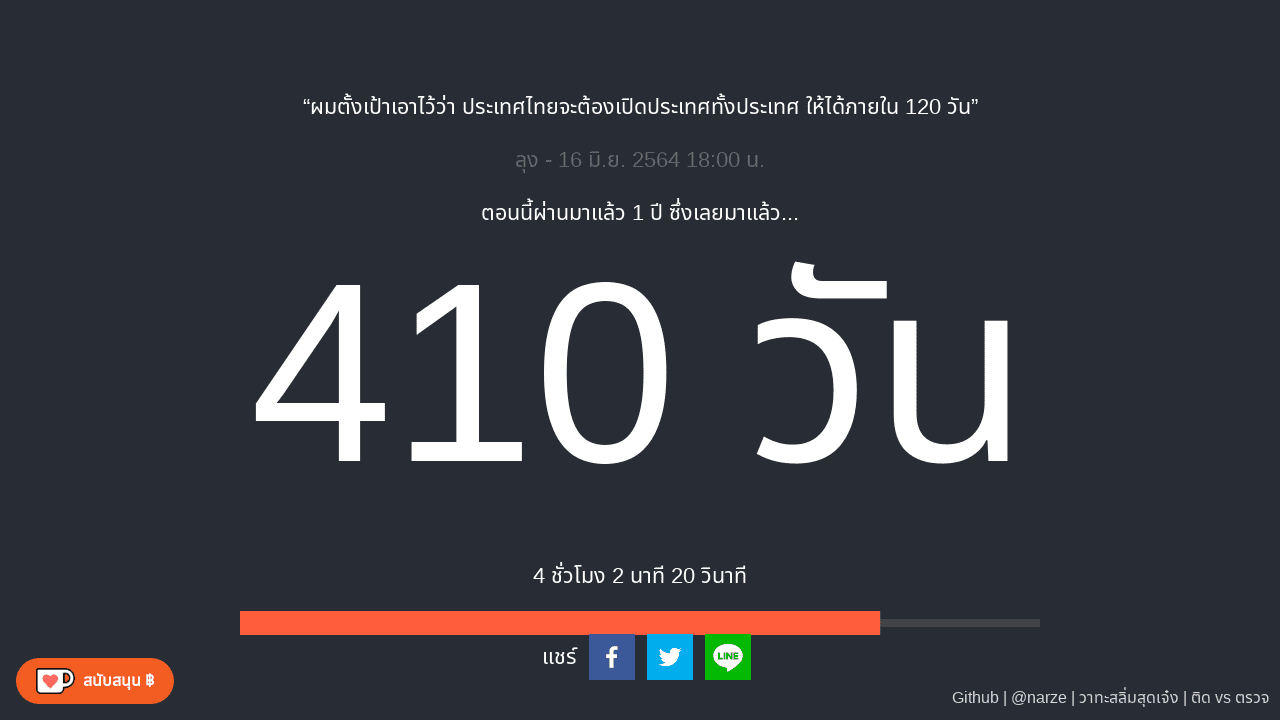 “ผมตั้งเป้าเอาไว้ว่า ประเทศไทยจะต้องเปิดประเทศทั้งประเทศ ให้ได้ภายใน 120 วัน”
ลุง - 16 มิ.ย. 2564 18:00 น.
ตอนนี้ผ่านมาแล้ว 1 ปี ซึ่งเลยมาแล้ว...
410 วัน
4 ชั่วโมง 2 นาที 20 วินาที
แชร์
LINE
สนับสนุน ฿
Github | @narze | วาทะสลิ่มสุดเจ๋ง | ติด vs ตรวจ